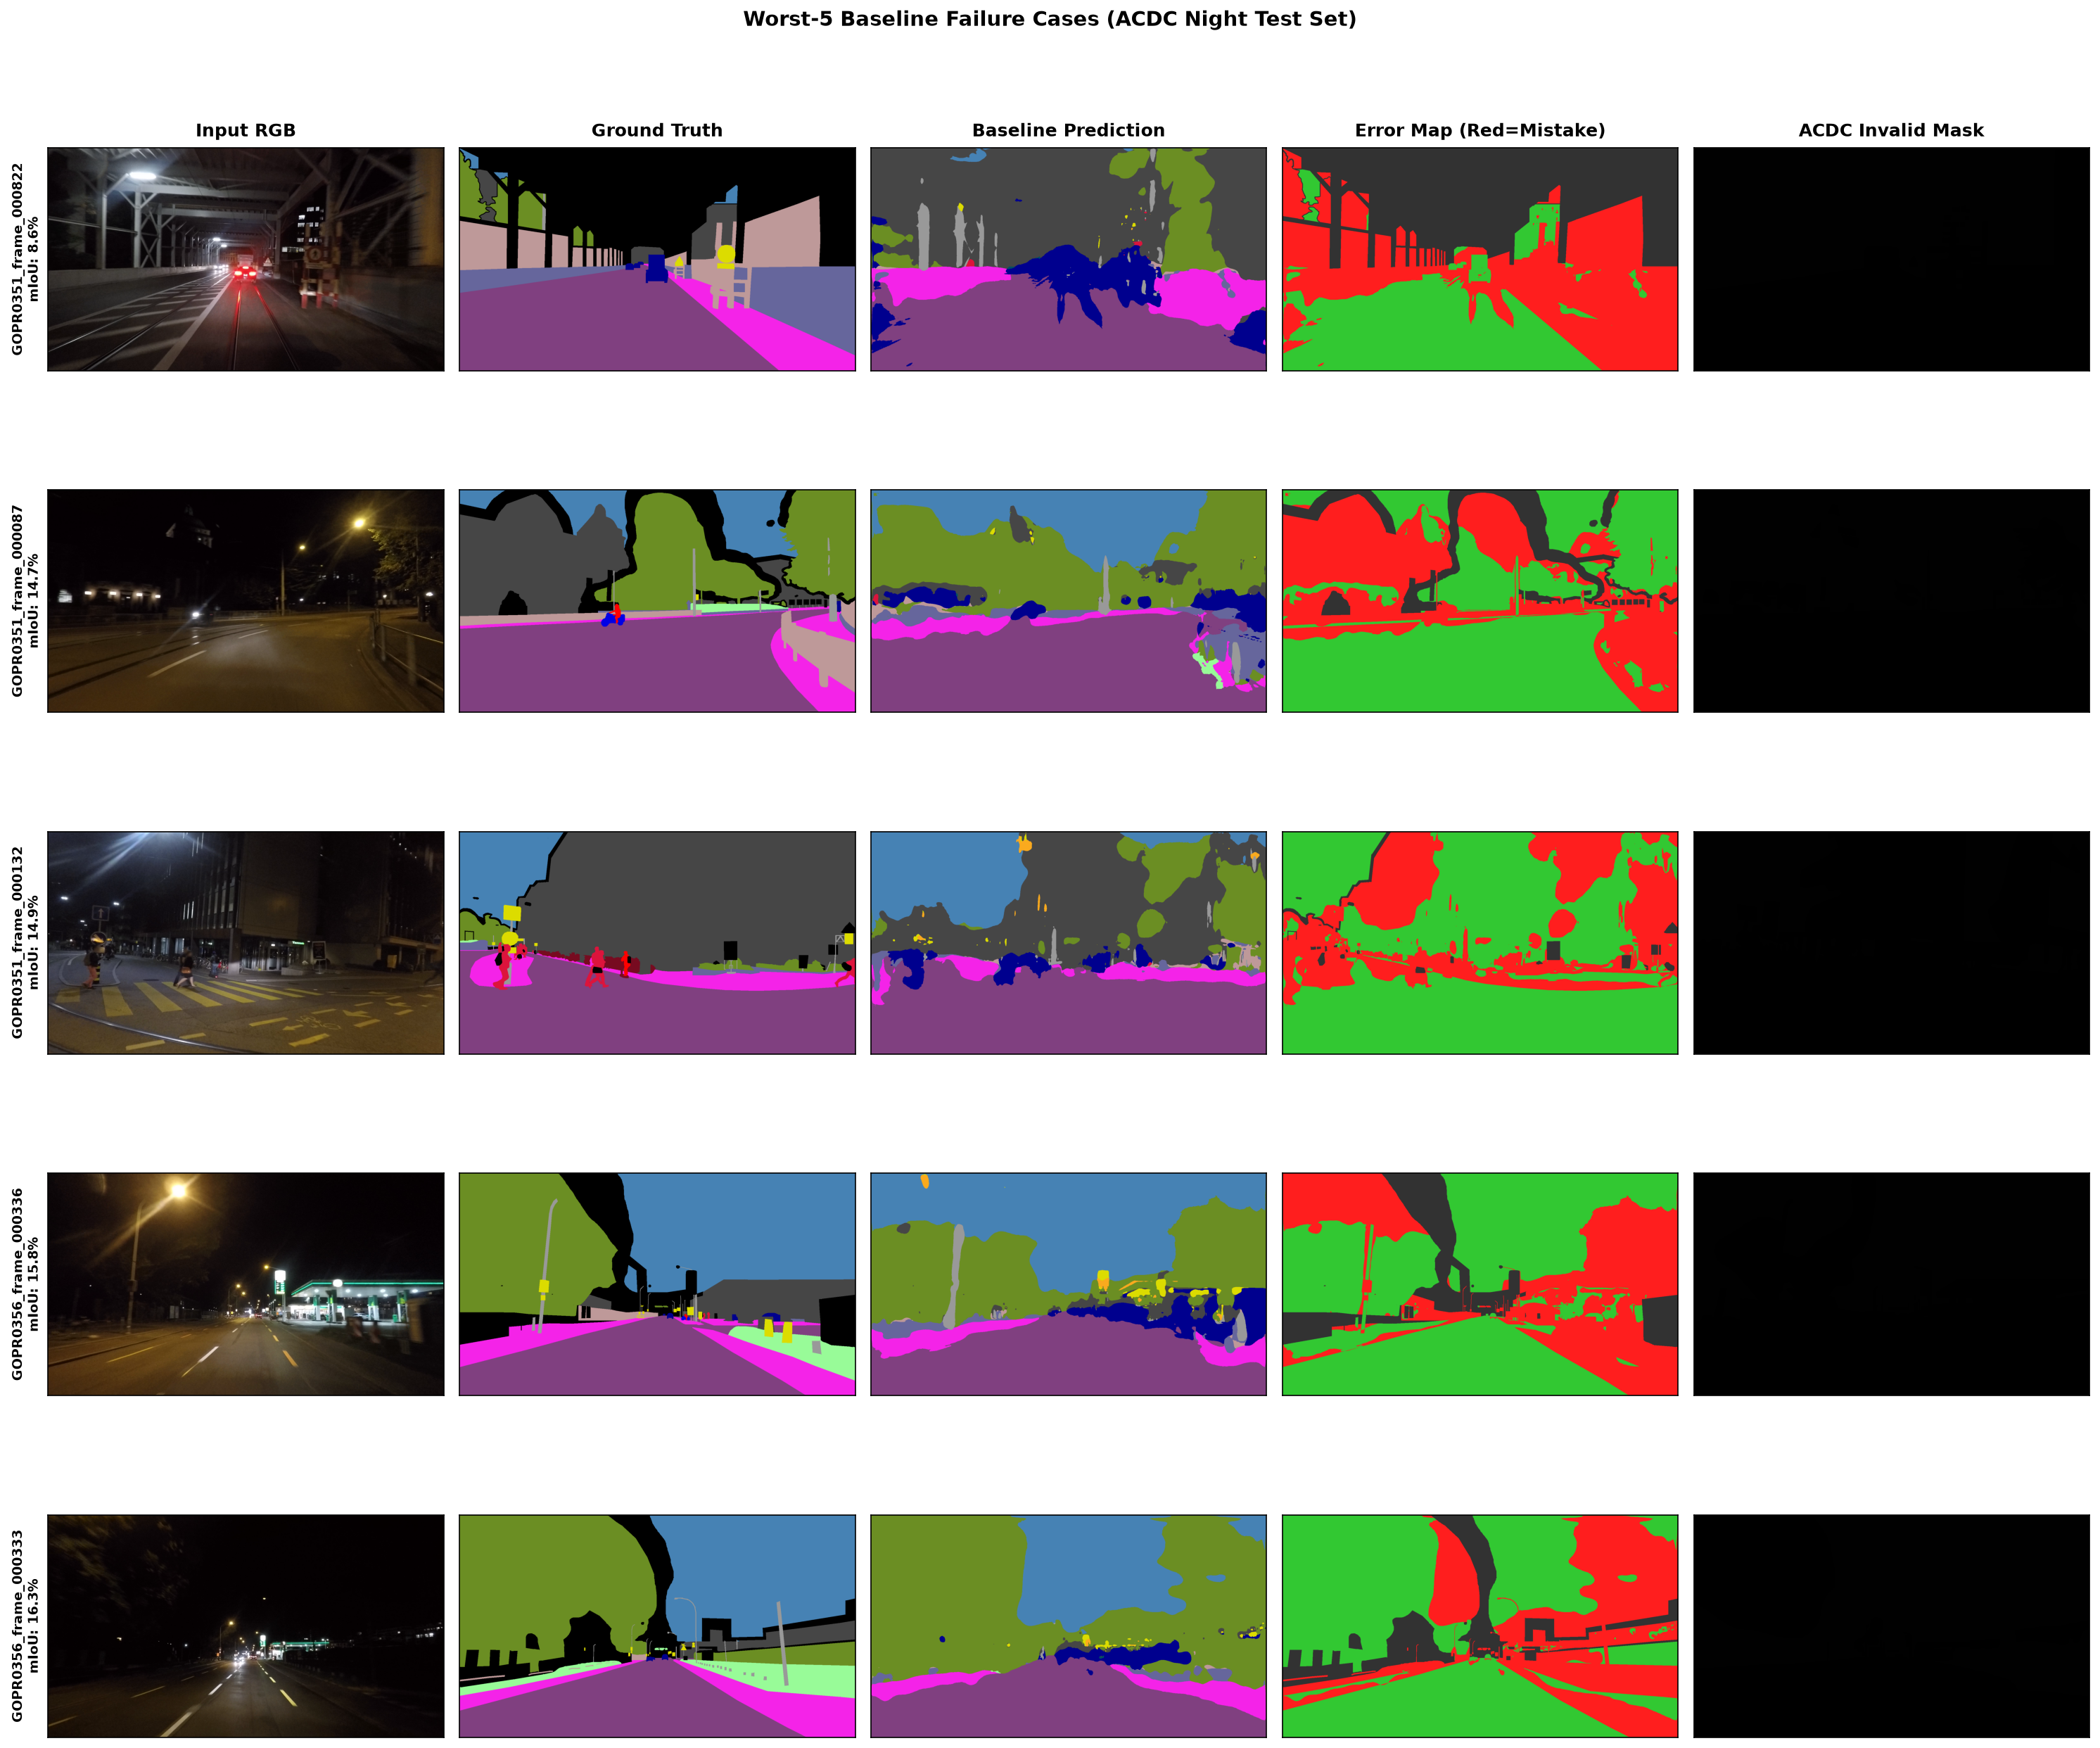 Worst-5 Baseline Failure Cases (ACDC Night Test Set)
Input RGB
Ground Truth
Baseline Prediction
Error Map (Red=Mistake)
ACDC Invalid Mask
GOPR0351_frame_000822
mIoU: 8.6%
GOPR0351_frame_000087
mIoU: 14.7%
GOPR0351_frame_000132
mIoU: 14.9%
GOPR0356_frame_000336
mIoU: 15.8%
GOPR0356_frame_000333
mIoU: 16.3%